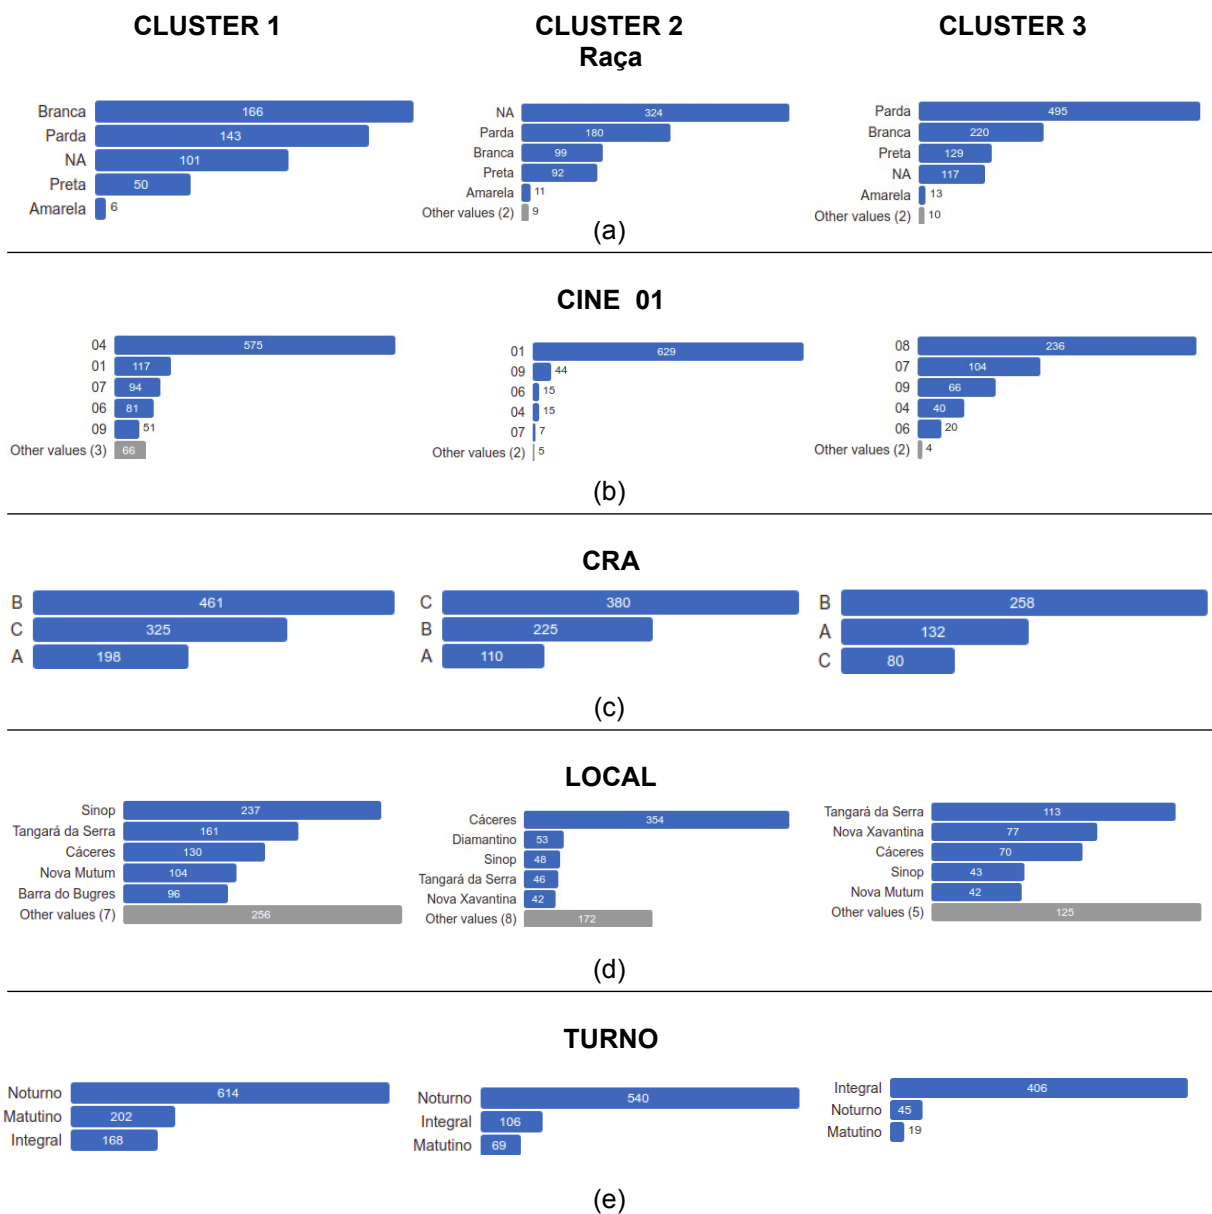 CLUSTER 1
CLUSTER 2
CLUSTER 3
Raça
Branca 166
Parda 143
NA 101
Preta 50
Amarela 6
NA 324
Parda 180
Branca 99
Preta 92
Amarela 11
Other values (2) 9
Parda 495
Branca 220
Preta 129
NA 117
Amarela 13
Other values (2) 10
(a)
CINE 01
04 575
01 117
07 94
06 81
09 51
Other values (3) 66
01 629
09 44
06 15
04 15
07 7
Other values (2) 5
08 236
07 104
09 66
04 40
06 20
Other values (2) 4
(b)
CRA
B 461
C 325
A 198
C 380
B 225
A 110
B 258
A 132
C 80
(c)
LOCAL
Sinop 237
Tangará da Serra 161
Cáceres 130
Nova Mutum 104
Barra do Bugres 96
Other values (7) 256
Cáceres 354
Diamantino 53
Sinop 48
Tangará da Serra 46
Nova Xavantina 42
Other values (8) 172
Tangará da Serra 113
Nova Xavantina 77
Cáceres 70
Sinop 43
Nova Mutum 42
Other values (5) 125
(d)
TURNO
Noturno 614
Matutino 202
Integral 168
Noturno 540
Integral 106
Matutino 69
Integral 406
Noturno 45
Matutino 19
(e)